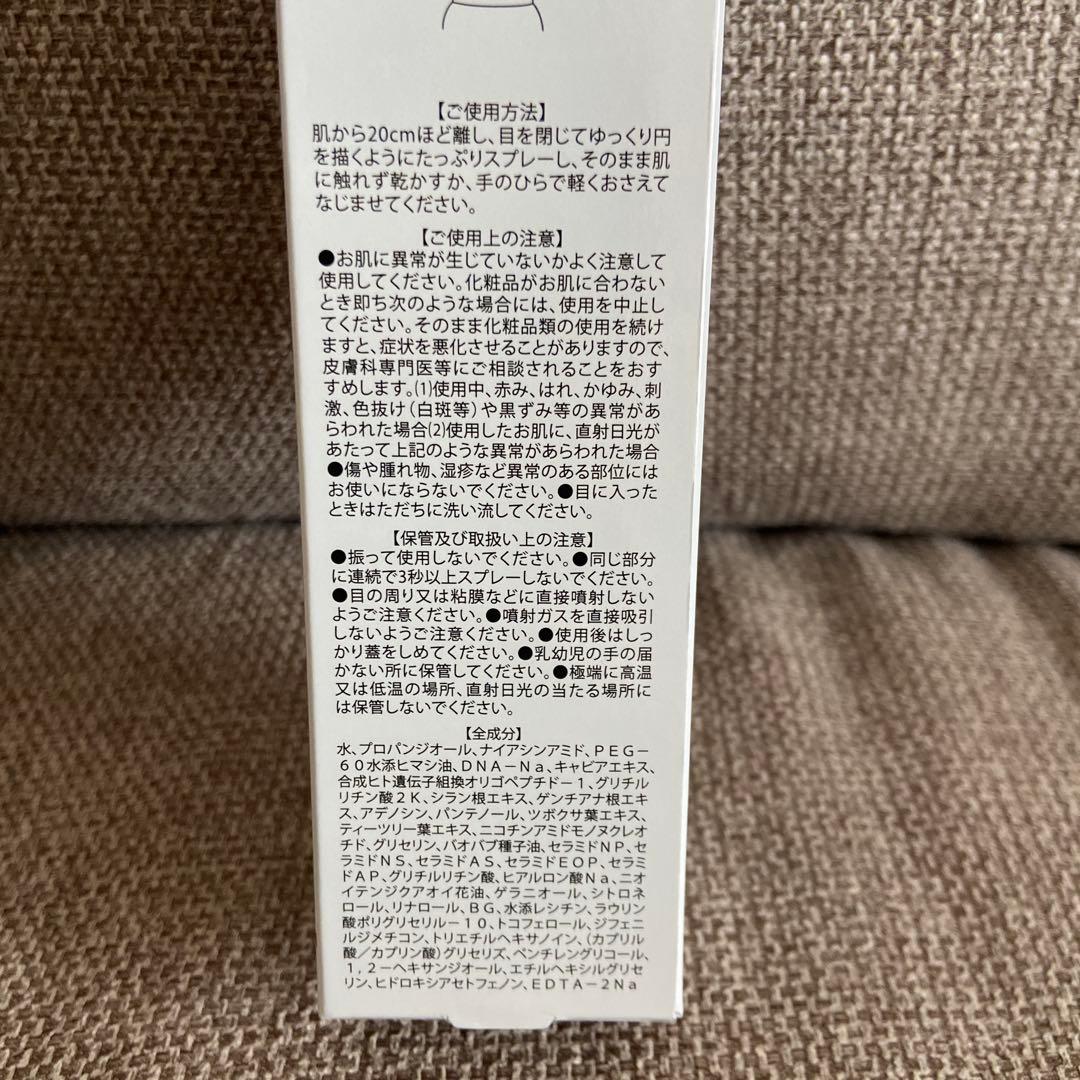 【ご使用方法】
肌から20cmほど離し、目を閉じてゆっくり円
を描くようにたっぷりスプレーし、そのまま肌
に触れず乾かすか、手のひらで軽くおさえて
なじませてください。
【ご使用上の注意】
●お肌に異常が生じていないかよく注意して
使用してください。化粧品がお肌に合わない
とき即ち次のような場合には、使用を中止し
てください。そのまま化粧品類の使用を続け
ますと、症状を悪化させることがありますので、
皮膚科専門医等にご相談されることをおす
すめします。(1)使用中、赤み、はれ、かゆみ、刺
激、色抜け(白斑等)や黒ずみ等の異常があ
らわれた場合(2)使用したお肌に、直射日光が
あたって上記のような異常があらわれた場合
●傷や腫れ物、湿疹など異常のある部位には
お使いにならないでください。●目に入った
ときはただちに洗い流してください。
【保管及び取扱い上の注意】
●振って使用しないでください。●同じ部分
に連続で3秒以上スプレーしないでください。
●目の周り又は粘膜などに直接噴射しない
ようご注意ください。●噴射ガスを直接吸引
しないようご注意ください。●使用後はしっ
かり蓋をしめてください。●乳幼児の手の届
かない所に保管してください。●極端に高温
又は低温の場所、直射日光の当たる場所に
は保管しないでください。
【全成分】
水、プロパンジオール、ナイアシンアミド、ＰＥＧ－
６０水添ヒマシ油、ＤＮＡ－Ｎａ、キャビアエキス、
合成ヒト遺伝子組換オリゴペプチド－１、グリチル
リチン酸２Ｋ、シラン根エキス、ゲンチアナ根エキ
ス、アデノシン、パンテノール、ツボクサ葉エキス、
ティーツリー葉エキス、ニコチンアミドモノヌクレオ
チド、グリセリン、バオバブ種子油、セラミドＮＰ、セ
ラミドＮＳ、セラミドＡＳ、セラミドＥＯＰ、セラミ
ドＡＰ、グリチルリチン酸、ヒアルロン酸Ｎａ、ニオ
イテンジクアオイ花油、ゲラニオール、シトロネ
ロール、リナロール、ＢＧ、水添レシチン、ラウリン
酸ポリグリセリル－１０、トコフェロール、ジフェニ
ルジメチコン、トリエチルヘキサノイン、（カプリル
酸／カプリン酸）グリセリズ、ペンチレングリコール、
１，２－ヘキサンジオール、エチルヘキシルグリセ
リン、ヒドロキシアセトフェノン、ＥＤＴＡ－２Ｎａ